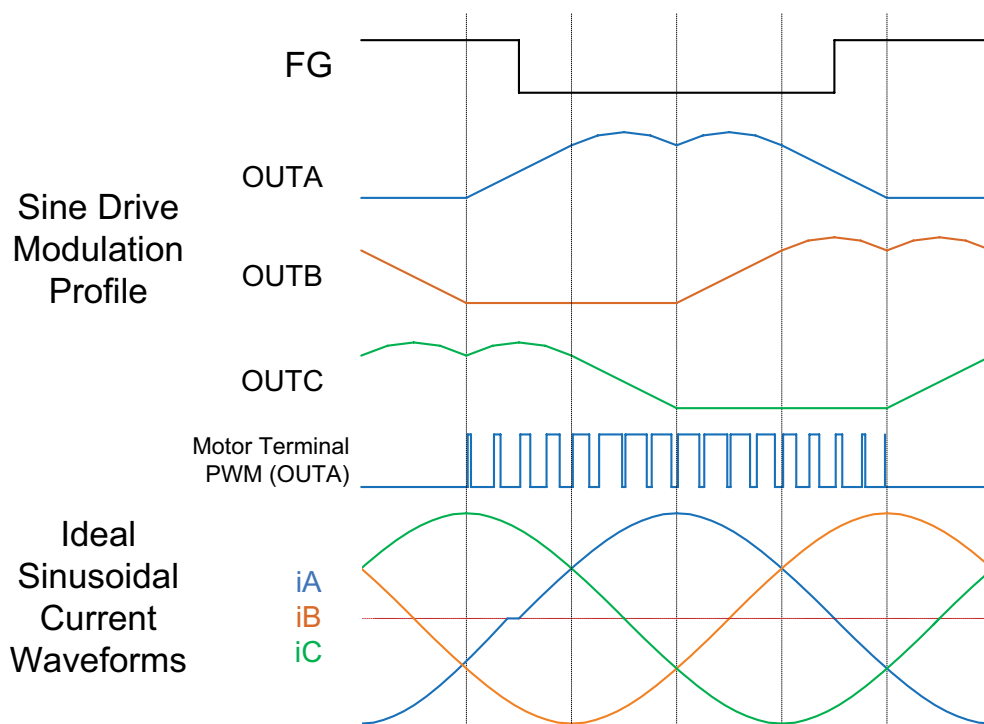 FG
OUTA
Sine Drive
Modulation
Profile
OUTB
OUTC
Motor Terminal
PWM (OUTA)
Ideal
Sinusoidal
Current
Waveforms
iA
iB
iC